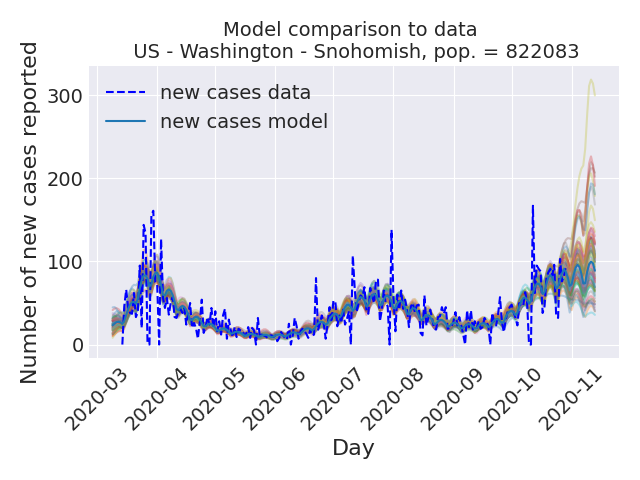 Model comparison to data
US - Washington - Snohomish, pop. = 822083
Number of new cases reported
300
200
100
0
new cases data
new cases model
2020-03
2020-04
2020-05
2020-06
2020-07
2020-08
2020-09
2020-10
2020-11
Day